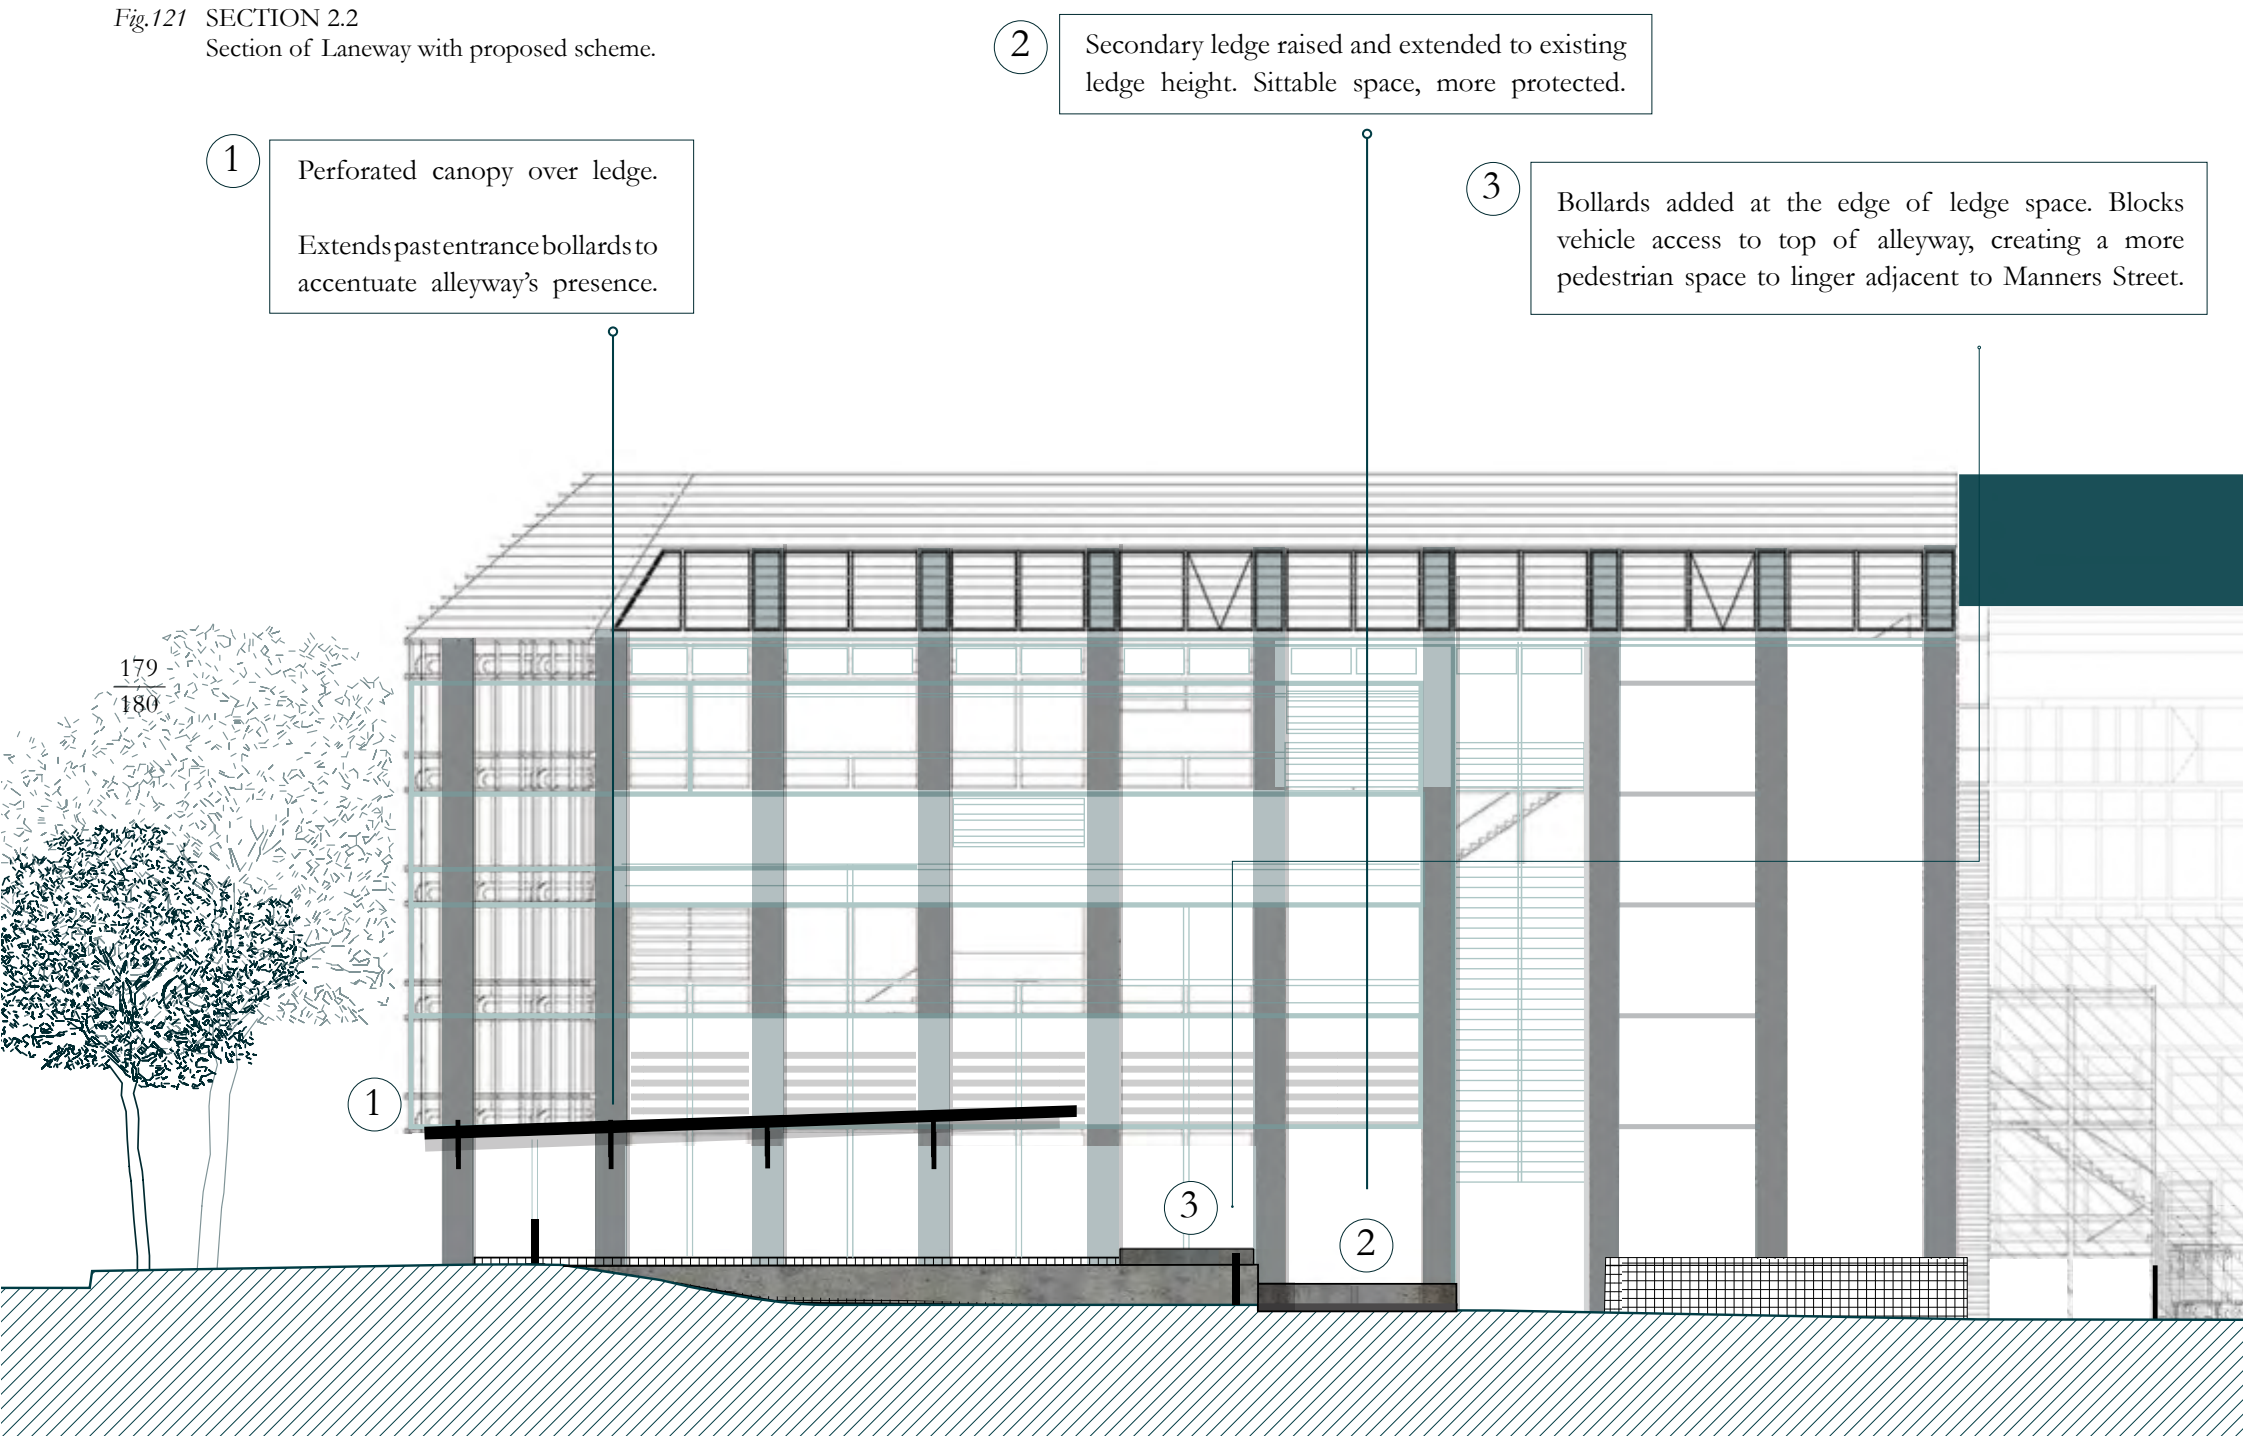 Fig.121 SECTION 2.2
Section of Laneway with proposed scheme.
1
Perforated canopy over ledge.
Extends past entrance bollards to
accentuate alleyway’s presence.
2
Secondary ledge raised and extended to existing
ledge height. Sittable space, more protected.
3
Bollards added at the edge of ledge space. Blocks
vehicle access to top of alleyway, creating a more
pedestrian space to linger adjacent to Manners Street.
179
180
1
3
2